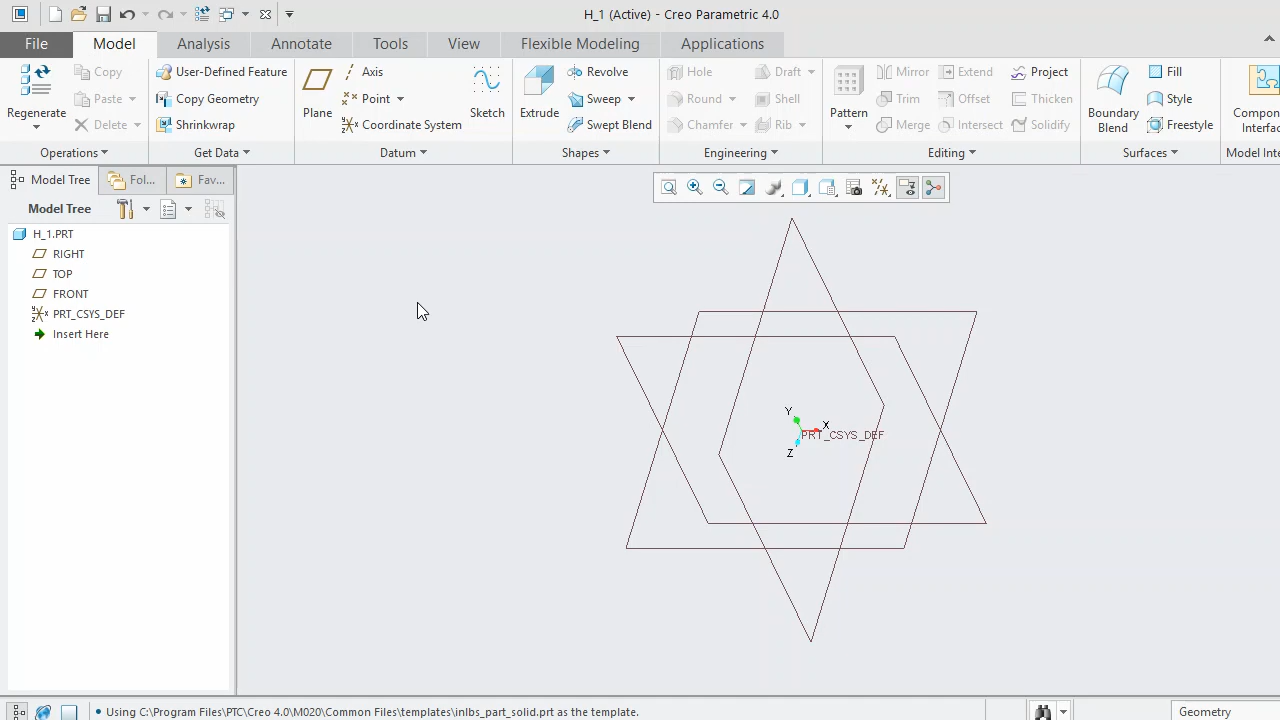 H_1 (Active) - Creo Parametric 4.0
File Model Analysis Annotate Tools View Flexible Modeling Applications
Regenerate
Copy
Paste
Delete
Operations
User-Defined Feature
Copy Geometry
Shrinkwrap
Get Data
Plane
Axis
Point
Coordinate System
Sketch
Datum
Extrude
Revolve
Sweep
Swept Blend
Shapes
Hole
Round
Chamfer
Draft
Shell
Rib
Engineering
Pattern
Mirror
Trim
Merge
Extend
Offset
Intersect
Project
Thicken
Solidify
Editing
Boundary
Blend
Fill
Style
Freestyle
Surfaces
Compon
Interfa
Model Inte
Model Tree Fol... Fav...
Model Tree
H_1.PRT
RIGHT
TOP
FRONT
PRT_CSYS_DEF
Insert Here
Y
X
PRT_CSYS_DEF
Z
Using C:\Program Files\PTC\Creo 4.0\M020\Common Files\templates\inlbs_part_solid.prt as the template.
Geometry